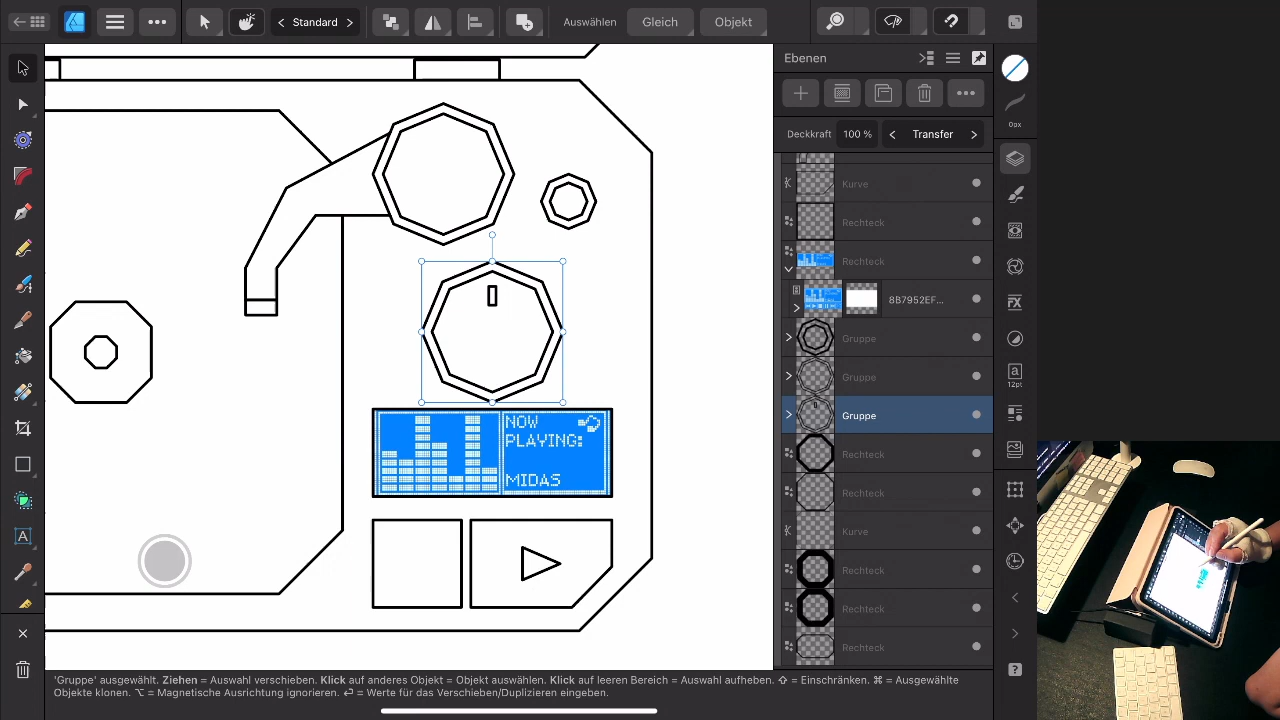 Standard
Auswählen
Gleich
Objekt
Ebenen
Deckkraft 100 % Transfer
0px
Kurve
Rechteck
Rechteck
8B7952EF...
Gruppe
Gruppe
Gruppe
Rechteck
Rechteck
Kurve
Rechteck
Rechteck
Rechteck
FX
a
12pt
A
?
NOW
PLAYING:
MIDAS
'Gruppe' ausgewählt. Ziehen = Auswahl verschieben. Klick auf anderes Objekt = Objekt auswählen. Klick auf leeren Bereich = Auswahl aufheben. ⇧ = Einschränken. ⌘ = Ausgewählte
Objekte klonen. ⌥ = Magnetische Ausrichtung ignorieren. ⏎ = Werte für das Verschieben/Duplizieren eingeben.